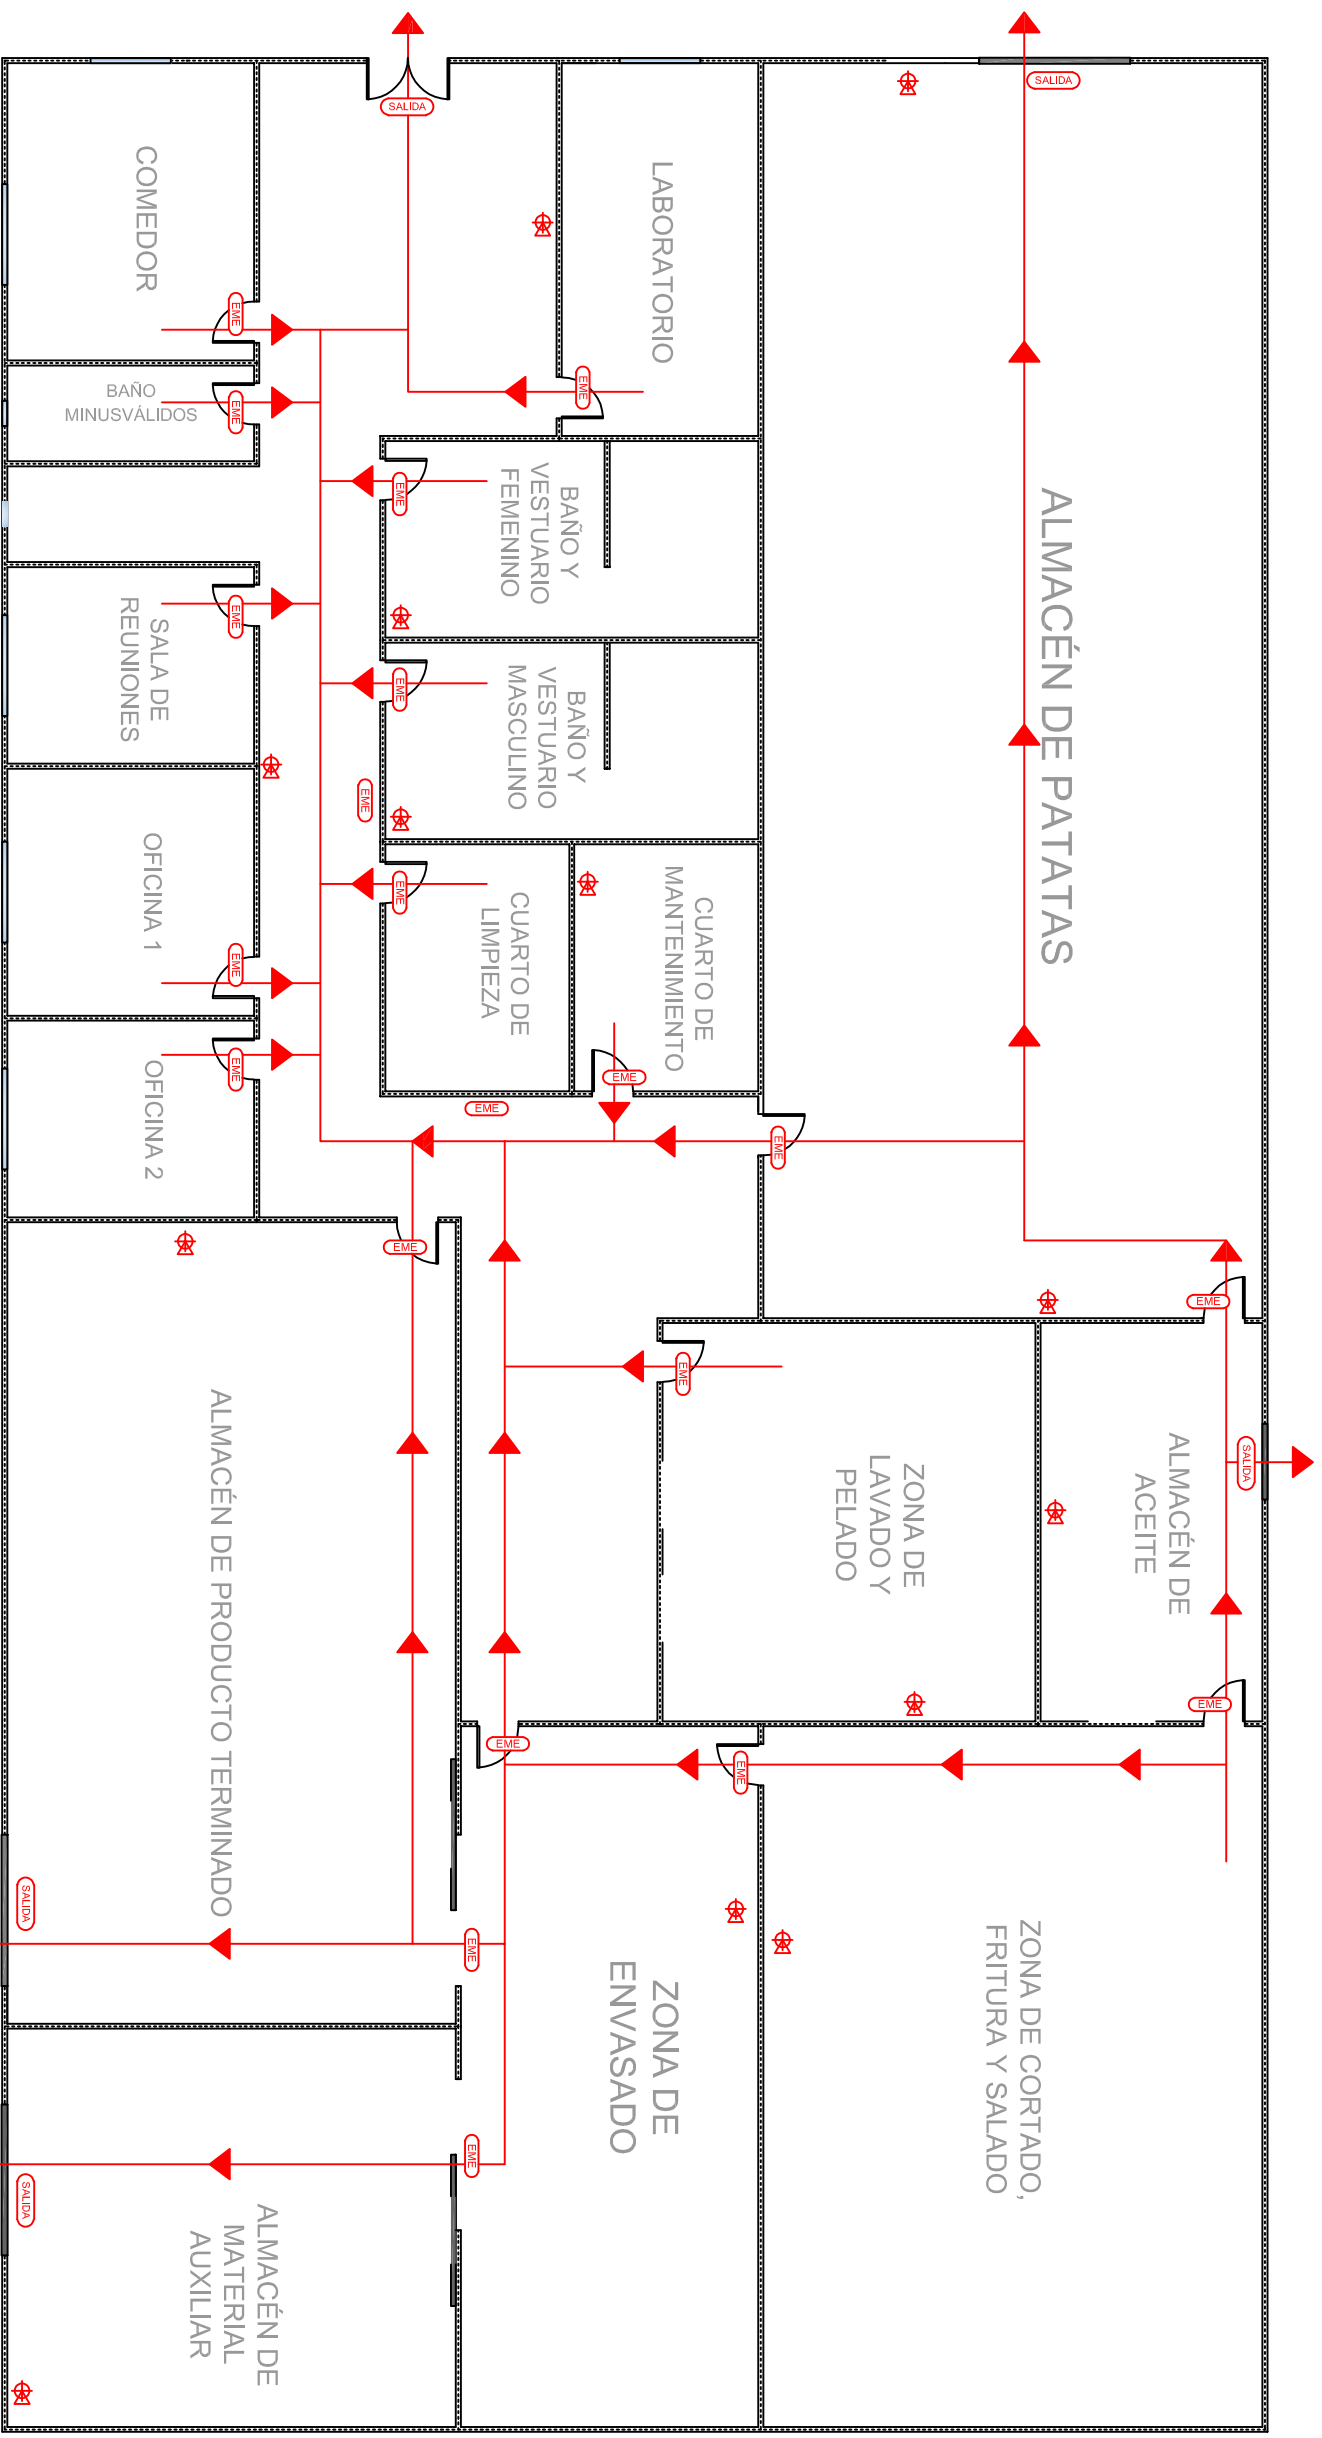 SALIDA
SALIDA
COMEDOR
LABORATORIO
EME
EME
BAÑO
MINUSVÁLIDOS
EME
EME
BAÑO Y
VESTUARIO
FEMENINO
ALMACÉN DE PATATAS
SALA DE
REUNIONES
EME
EME
BAÑO Y
VESTUARIO
MASCULINO
EME
OFICINA 1
EME
EME
CUARTO DE
LIMPIEZA
CUARTO DE
MANTENIMIENTO
OFICINA 2
EME
EME
EME
EME
EME
EME
EME
ALMACÉN DE PRODUCTO TERMINADO
ZONA DE
LAVADO Y
PELADO
ALMACÉN DE
ACEITE
SALIDA
EME
EME
EME
SALIDA
EME
ZONA DE
ENVASADO
ZONA DE CORTADO,
FRITURA Y SALADO
EME
SALIDA
ALMACÉN DE
MATERIAL
AUXILIAR